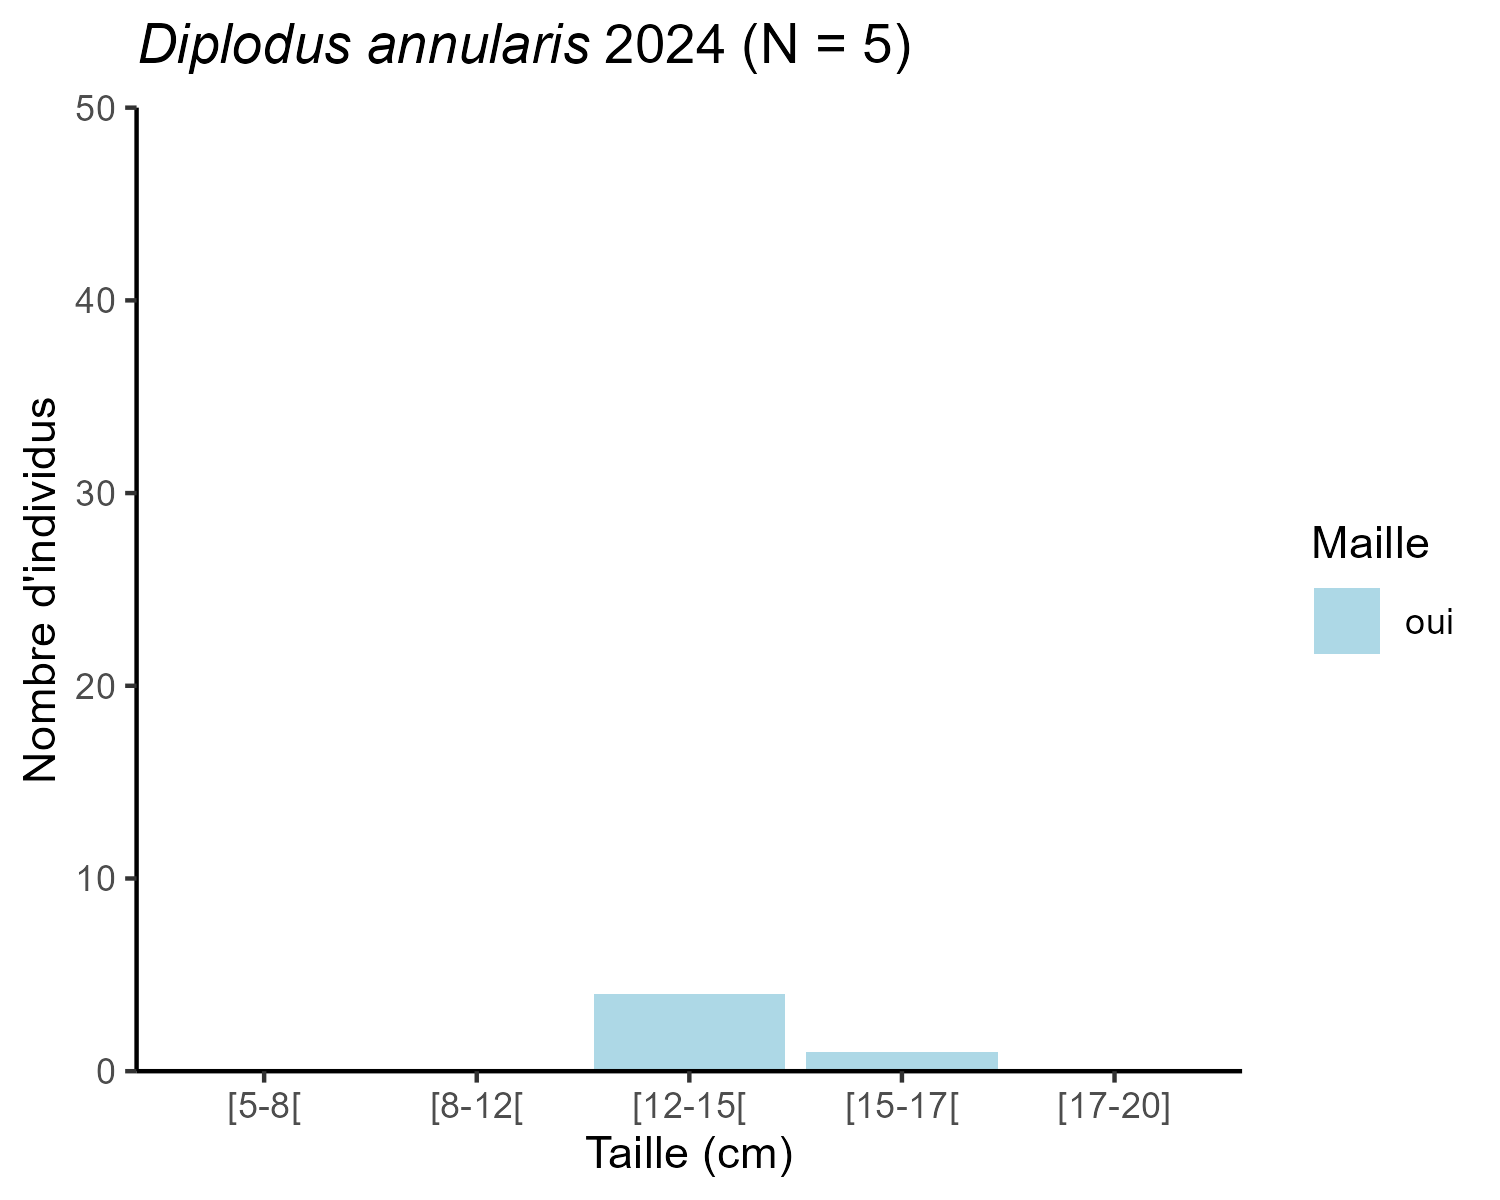 Diplodus annularis 2024 (N = 5)
50
40
30
20
10
0
Nombre d'individus
[5-8[
[8-12[
[12-15[
[15-17[
[17-20]
Taille (cm)
Maille
oui